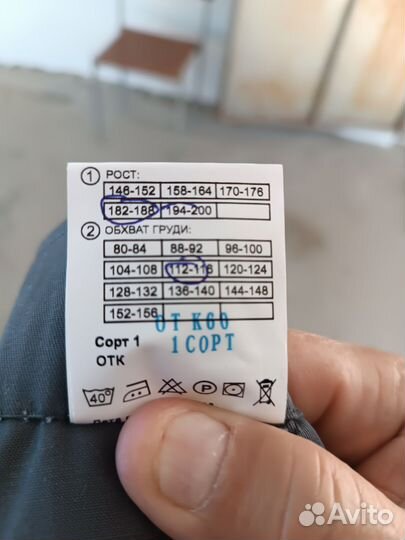 1 РОСТ:
146-152 158-164 170-176
182-188 194-200
2 ОБХВАТ ГРУДИ:
80-84 88-92 96-100
104-108 112-116 120-124
128-132 136-140 144-148
152-156
ОТ К60
Сорт 1 1СОРТ
ОТК
40°
Avito